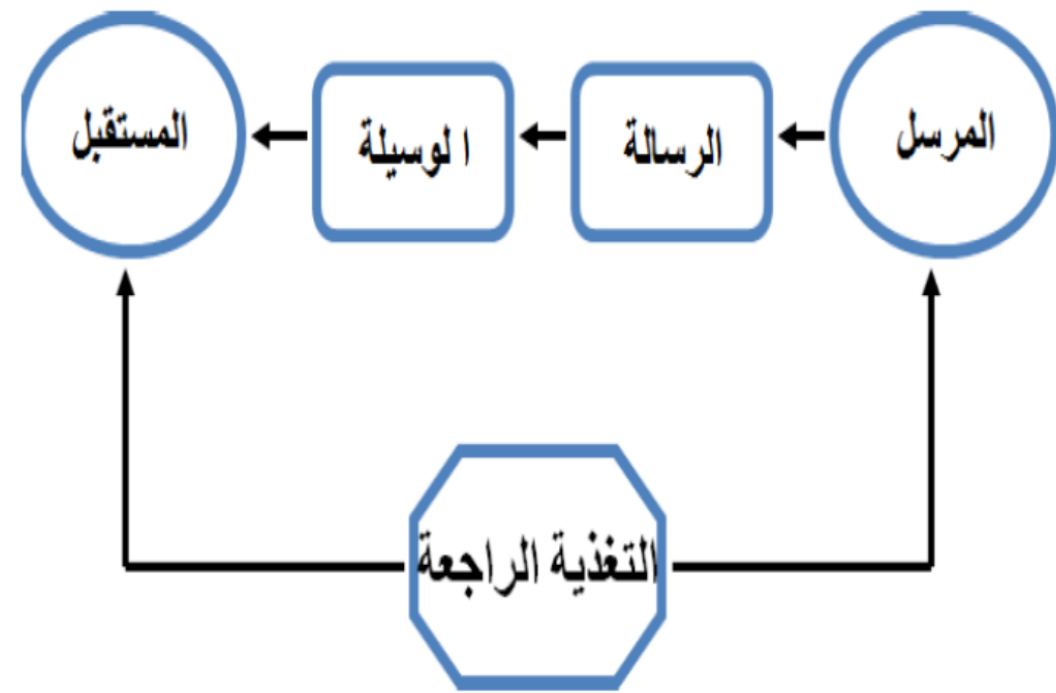 المرسل
الرسالة
ا لوسيلة
المستقبل
التغذية الراجعة